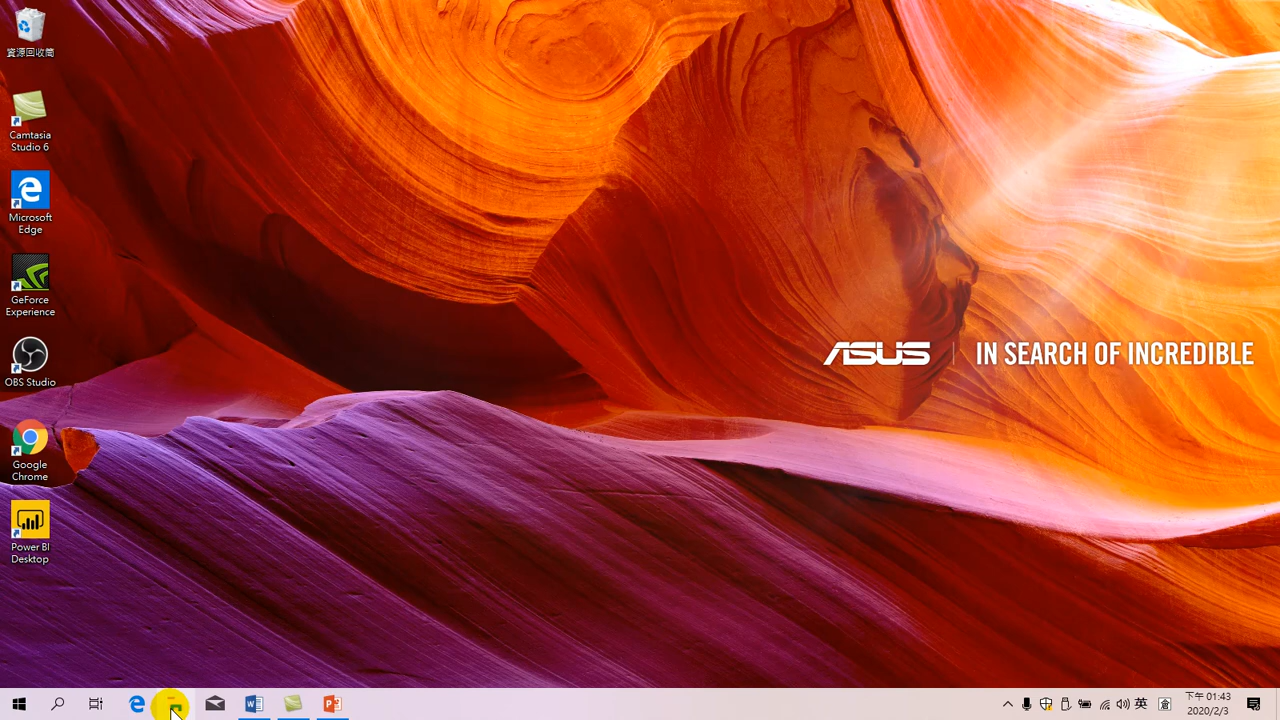 資源回收筒
Camtasia
Studio 6
Microsoft
Edge
GeForce
Experience
OBS Studio
Google
Chrome
Power BI
Desktop
ASUS
IN SEARCH OF INCREDIBLE
英
倉
下午 01:43
2020/2/3